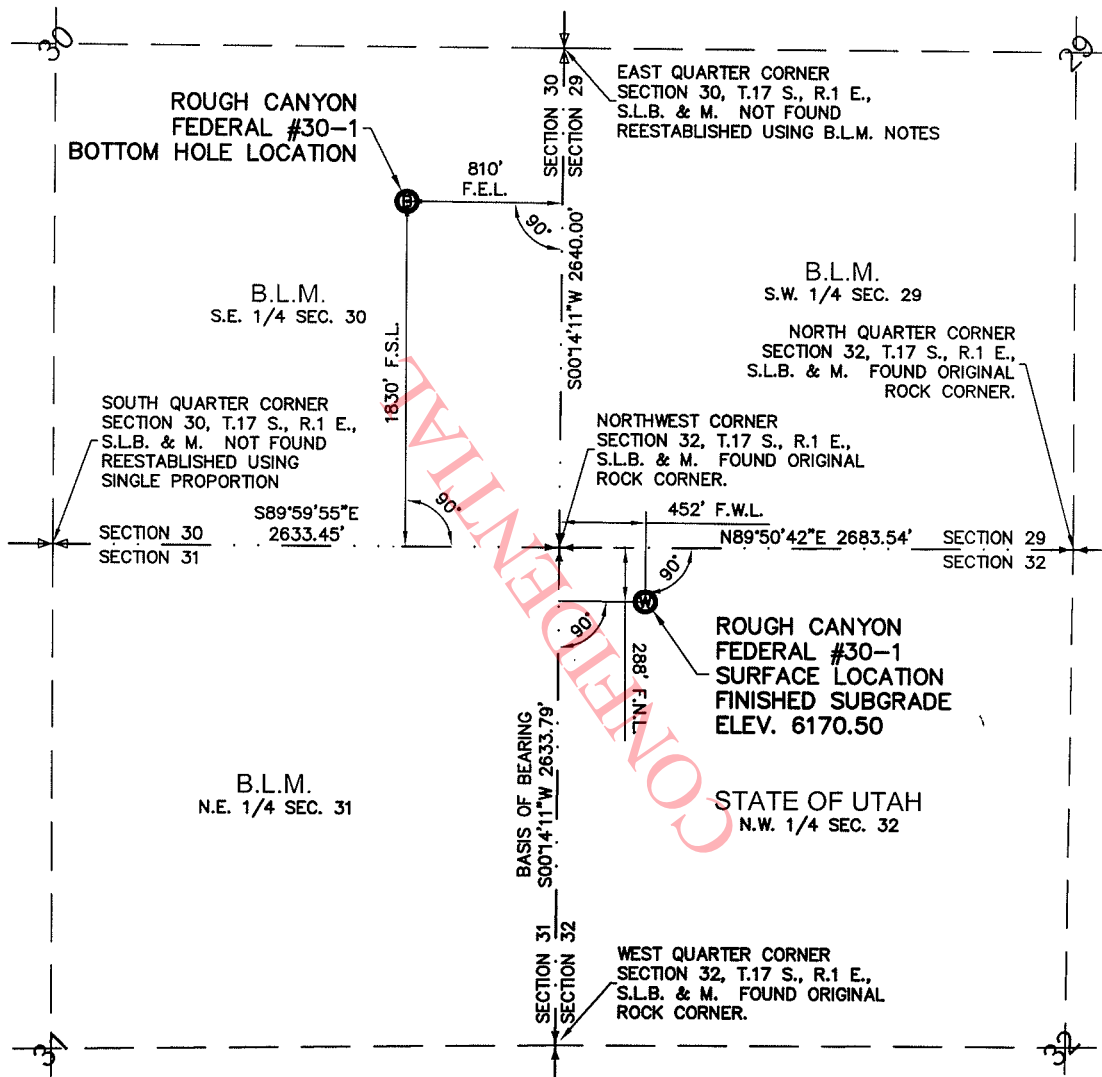 30
29
EAST QUARTER CORNER
SECTION 30, T.17 S., R.1 E.,
S.L.B. & M. NOT FOUND
REESTABLISHED USING B.L.M. NOTES
SECTION 30
SECTION 29
ROUGH CANYON
FEDERAL #30-1
BOTTOM HOLE LOCATION
B
810'
F.E.L.
90°
S00°14'11"W 2640.00'
B.L.M.
S.E. 1/4 SEC. 30
B.L.M.
S.W. 1/4 SEC. 29
1830' F.S.L.
NORTH QUARTER CORNER
SECTION 32, T.17 S., R.1 E.,
S.L.B. & M. FOUND ORIGINAL
ROCK CORNER.
SOUTH QUARTER CORNER
SECTION 30, T.17 S., R.1 E.,
S.L.B. & M. NOT FOUND
REESTABLISHED USING
SINGLE PROPORTION
NORTHWEST CORNER
SECTION 32, T.17 S., R.1 E.,
S.L.B. & M. FOUND ORIGINAL
ROCK CORNER.
90°
S89°59'55"E
2633.45'
SECTION 30
SECTION 31
452' F.W.L.
N89°50'42"E 2683.54'
SECTION 29
SECTION 32
90°
W
90°
288' F.N.L.
ROUGH CANYON
FEDERAL #30-1
SURFACE LOCATION
FINISHED SUBGRADE
ELEV. 6170.50
CONFIDENTIAL
BASIS OF BEARING
S00°14'11"W 2633.79'
B.L.M.
N.E. 1/4 SEC. 31
STATE OF UTAH
N.W. 1/4 SEC. 32
SECTION 31
SECTION 32
WEST QUARTER CORNER
SECTION 32, T.17 S., R.1 E.,
S.L.B. & M. FOUND ORIGINAL
ROCK CORNER.
32